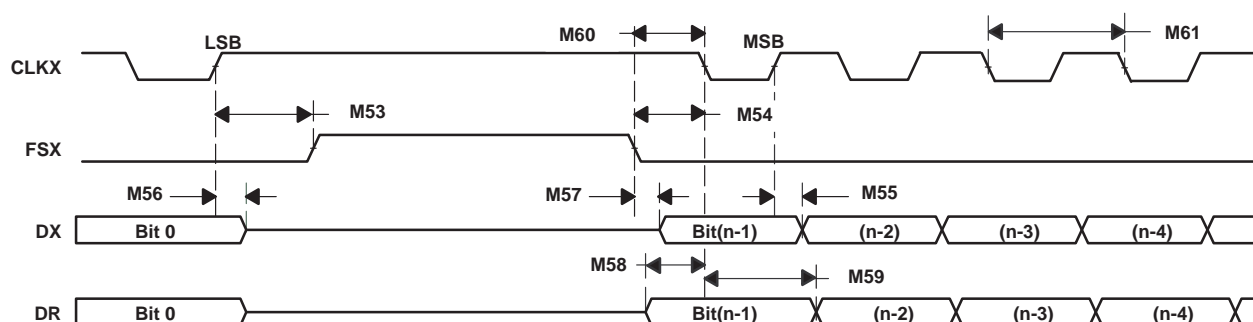 LSB M60 MSB M61
CLKX
M53 M54
FSX
M56 M57 M55
DX Bit 0 Bit(n-1) (n-2) (n-3) (n-4)
M58 M59
DR Bit 0 Bit(n-1) (n-2) (n-3) (n-4)